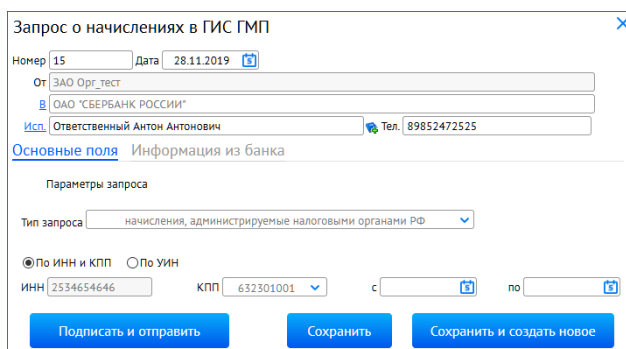 Запрос о начислениях в ГИС ГМП
Номер 15 Дата 28.11.2019
От ЗАО Орг_тест
В ОАО "СБЕРБАНК РОССИИ"
Исп. Ответственный Антон Антонович Тел. 89852472525
Основные поля Информация из банка
Параметры запроса
Тип запроса начисления, администрируемые налоговыми органами РФ
По ИНН и КПП По УИН
ИНН 2534654646 КПП 632301001 с по
Подписать и отправить Сохранить Сохранить и создать новое